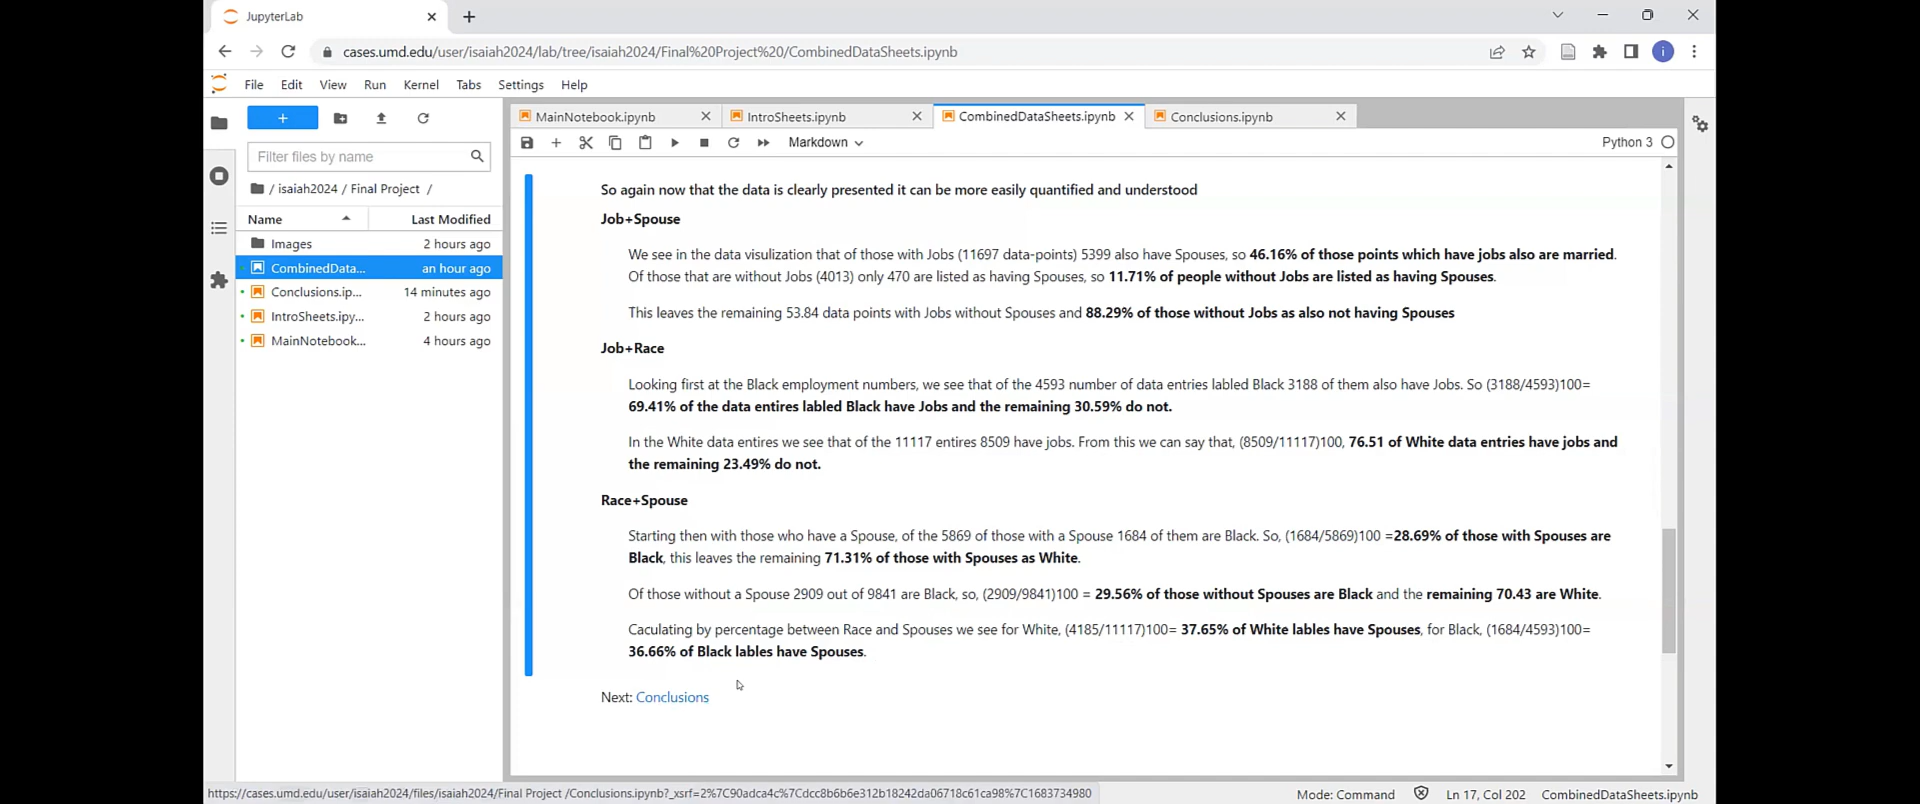 JupyterLab
cases.umd.edu/user/isaiah2024/lab/tree/isaiah2024/Final%20Project%20/CombinedDataSheets.ipynb
i
File Edit View Run Kernel Tabs Settings Help
MainNotebook.ipynb IntroSheets.ipynb CombinedDataSheets.ipynb Conclusions.ipynb
Markdown Python 3
Filter files by name
/ isaiah2024 / Final Project /
Name Last Modified
Images 2 hours ago
CombinedData... an hour ago
Conclusions.ip... 14 minutes ago
IntroSheets.ipy... 2 hours ago
MainNotebook... 4 hours ago
So again now that the data is clearly presented it can be more easily quantified and understood
Job+Spouse
We see in the data visulization that of those with Jobs (11697 data-points) 5399 also have Spouses, so 46.16% of those points which have jobs also are married.
Of those that are without Jobs (4013) only 470 are listed as having Spouses, so 11.71% of people without Jobs are listed as having Spouses.
This leaves the remaining 53.84 data points with Jobs without Spouses and 88.29% of those without Jobs as also not having Spouses
Job+Race
Looking first at the Black employment numbers, we see that of the 4593 number of data entries labled Black 3188 of them also have Jobs. So (3188/4593)100=
69.41% of the data entires labled Black have Jobs and the remaining 30.59% do not.
In the White data entires we see that of the 11117 entires 8509 have jobs. From this we can say that, (8509/11117)100, 76.51 of White data entries have jobs and
the remaining 23.49% do not.
Race+Spouse
Starting then with those who have a Spouse, of the 5869 of those with a Spouse 1684 of them are Black. So, (1684/5869)100 =28.69% of those with Spouses are
Black, this leaves the remaining 71.31% of those with Spouses as White.
Of those without a Spouse 2909 out of 9841 are Black, so, (2909/9841)100 = 29.56% of those without Spouses are Black and the remaining 70.43 are White.
Caculating by percentage between Race and Spouses we see for White, (4185/11117)100= 37.65% of White lables have Spouses, for Black, (1684/4593)100=
36.66% of Black lables have Spouses.
Next: Conclusions
https://cases.umd.edu/user/isaiah2024/files/isaiah2024/Final Project /Conclusions.ipynb?_xsrf=2%7C90adca4c%7Cdcc8b6b6e312b18242da06718c61ca98%7C1683734980
Mode: Command Ln 17, Col 202 CombinedDataSheets.ipynb